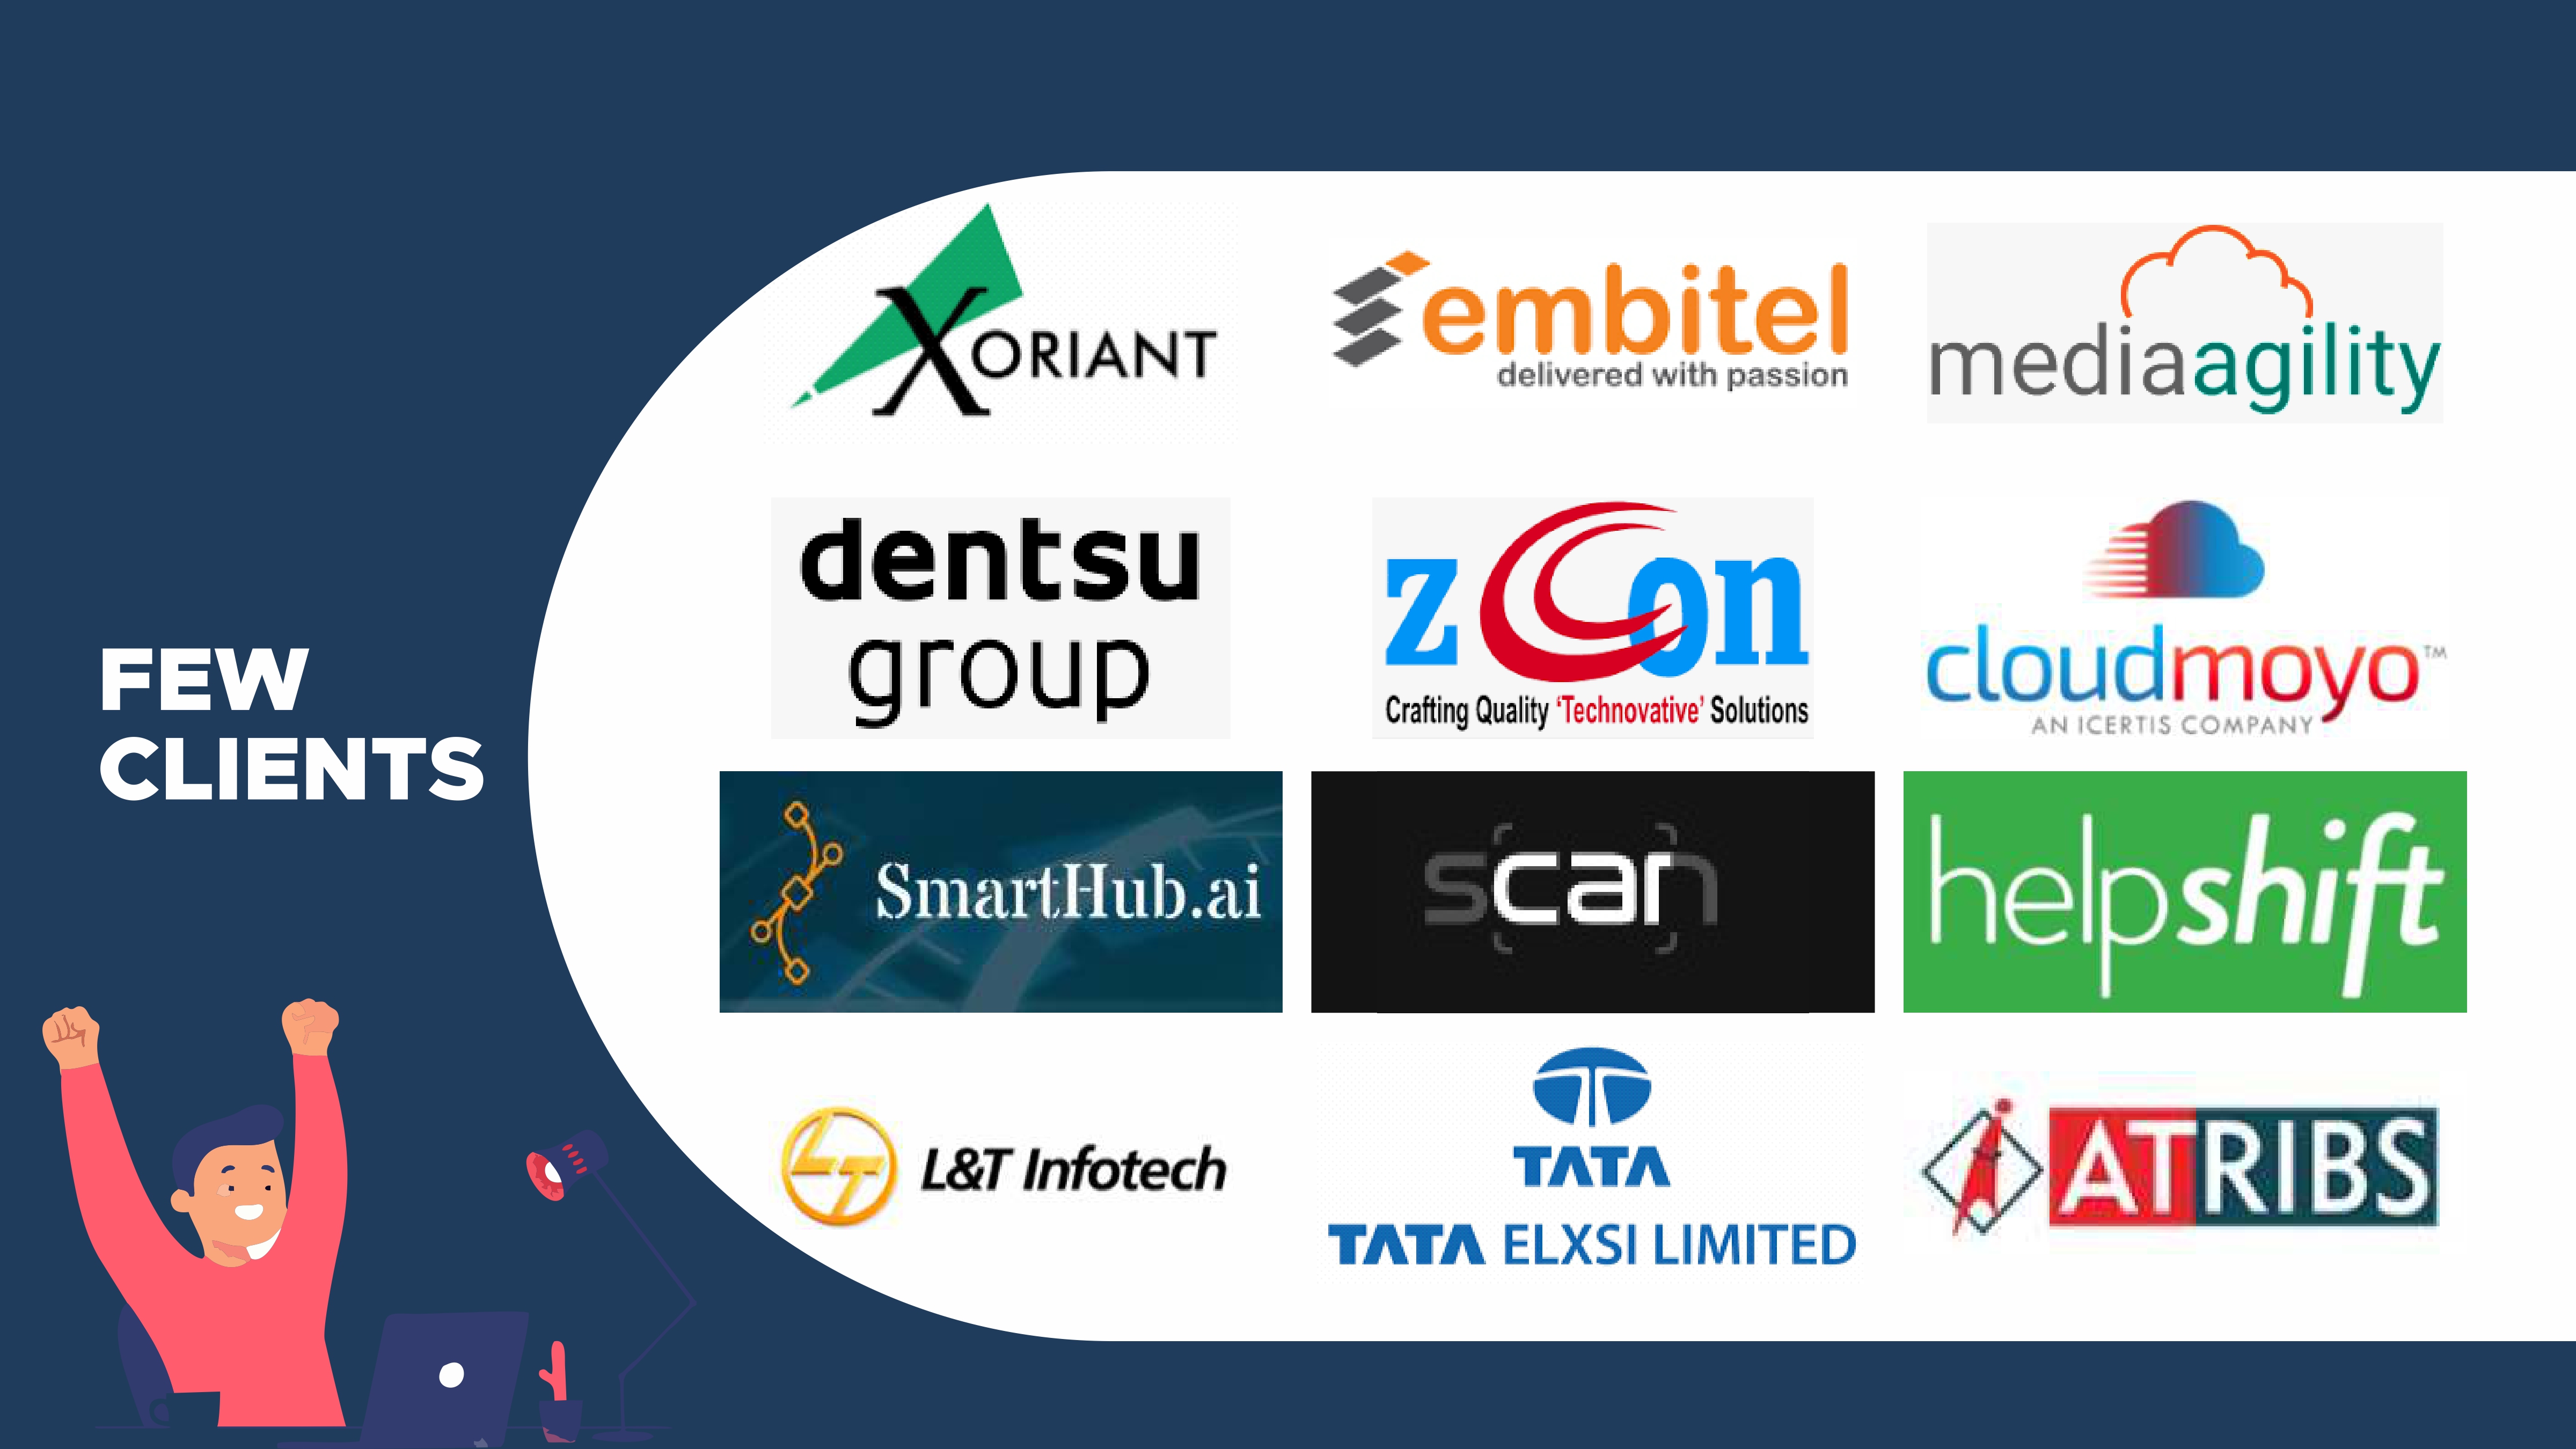 FEW
CLIENTS
XORIANT
embitel
delivered with passion
mediaagility
dentsu
group
zCon
Crafting Quality 'Technovative' Solutions
cloudmoyo™
AN ICERTIS COMPANY
SmartHub.ai
scan
helpshift
LT
L&T Infotech
TATA
TATA ELXSI LIMITED
ATRIBS